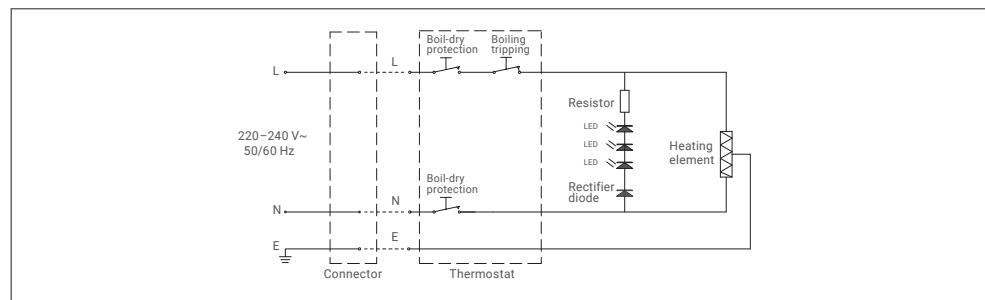 Boil-dry
protection
Boiling
tripping
L
L
Resistor
LED
LED
LED
220–240 V~
50/60 Hz
Heating
element
Boil-dry
protection
Rectifier
diode
N
N
E
E
Connector
Thermostat